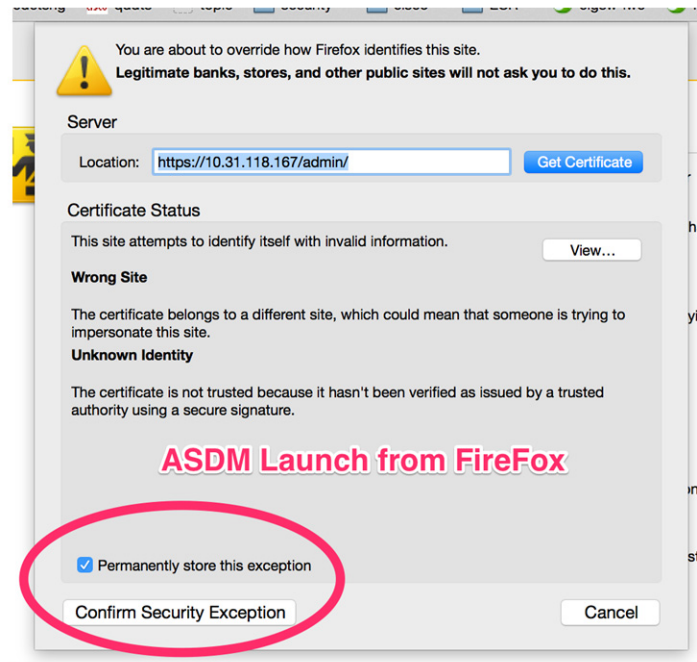 topic
You are about to override how Firefox identifies this site.
Legitimate banks, stores, and other public sites will not ask you to do this.
Server
Location: https://10.31.118.167/admin/ Get Certificate
Certificate Status
This site attempts to identify itself with invalid information.
View...
Wrong Site
The certificate belongs to a different site, which could mean that someone is trying to
impersonate this site.
Unknown Identity
The certificate is not trusted because it hasn't been verified as issued by a trusted
authority using a secure signature.
ASDM Launch from FireFox
Permanently store this exception
Confirm Security Exception Cancel